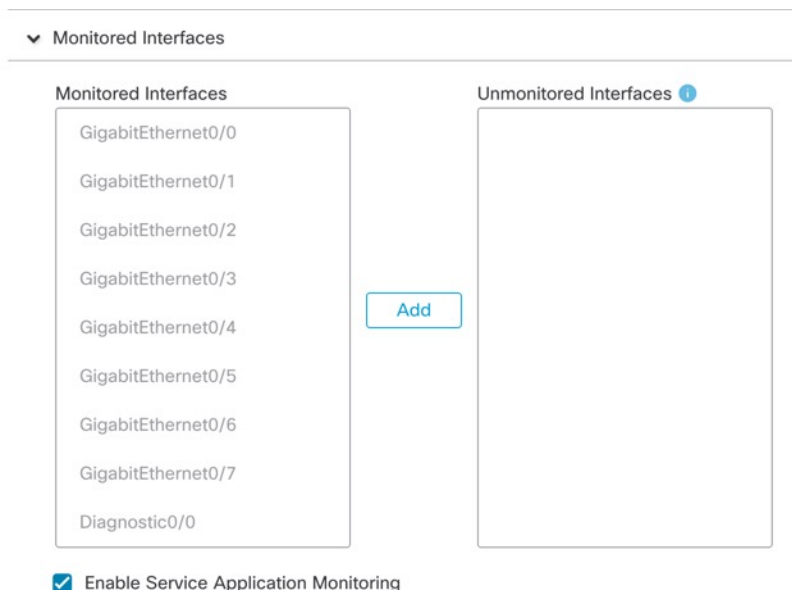 Monitored Interfaces
Monitored Interfaces
GigabitEthernet0/0
GigabitEthernet0/1
GigabitEthernet0/2
GigabitEthernet0/3
GigabitEthernet0/4
GigabitEthernet0/5
GigabitEthernet0/6
GigabitEthernet0/7
Diagnostic0/0
Add
Unmonitored Interfaces
Enable Service Application Monitoring